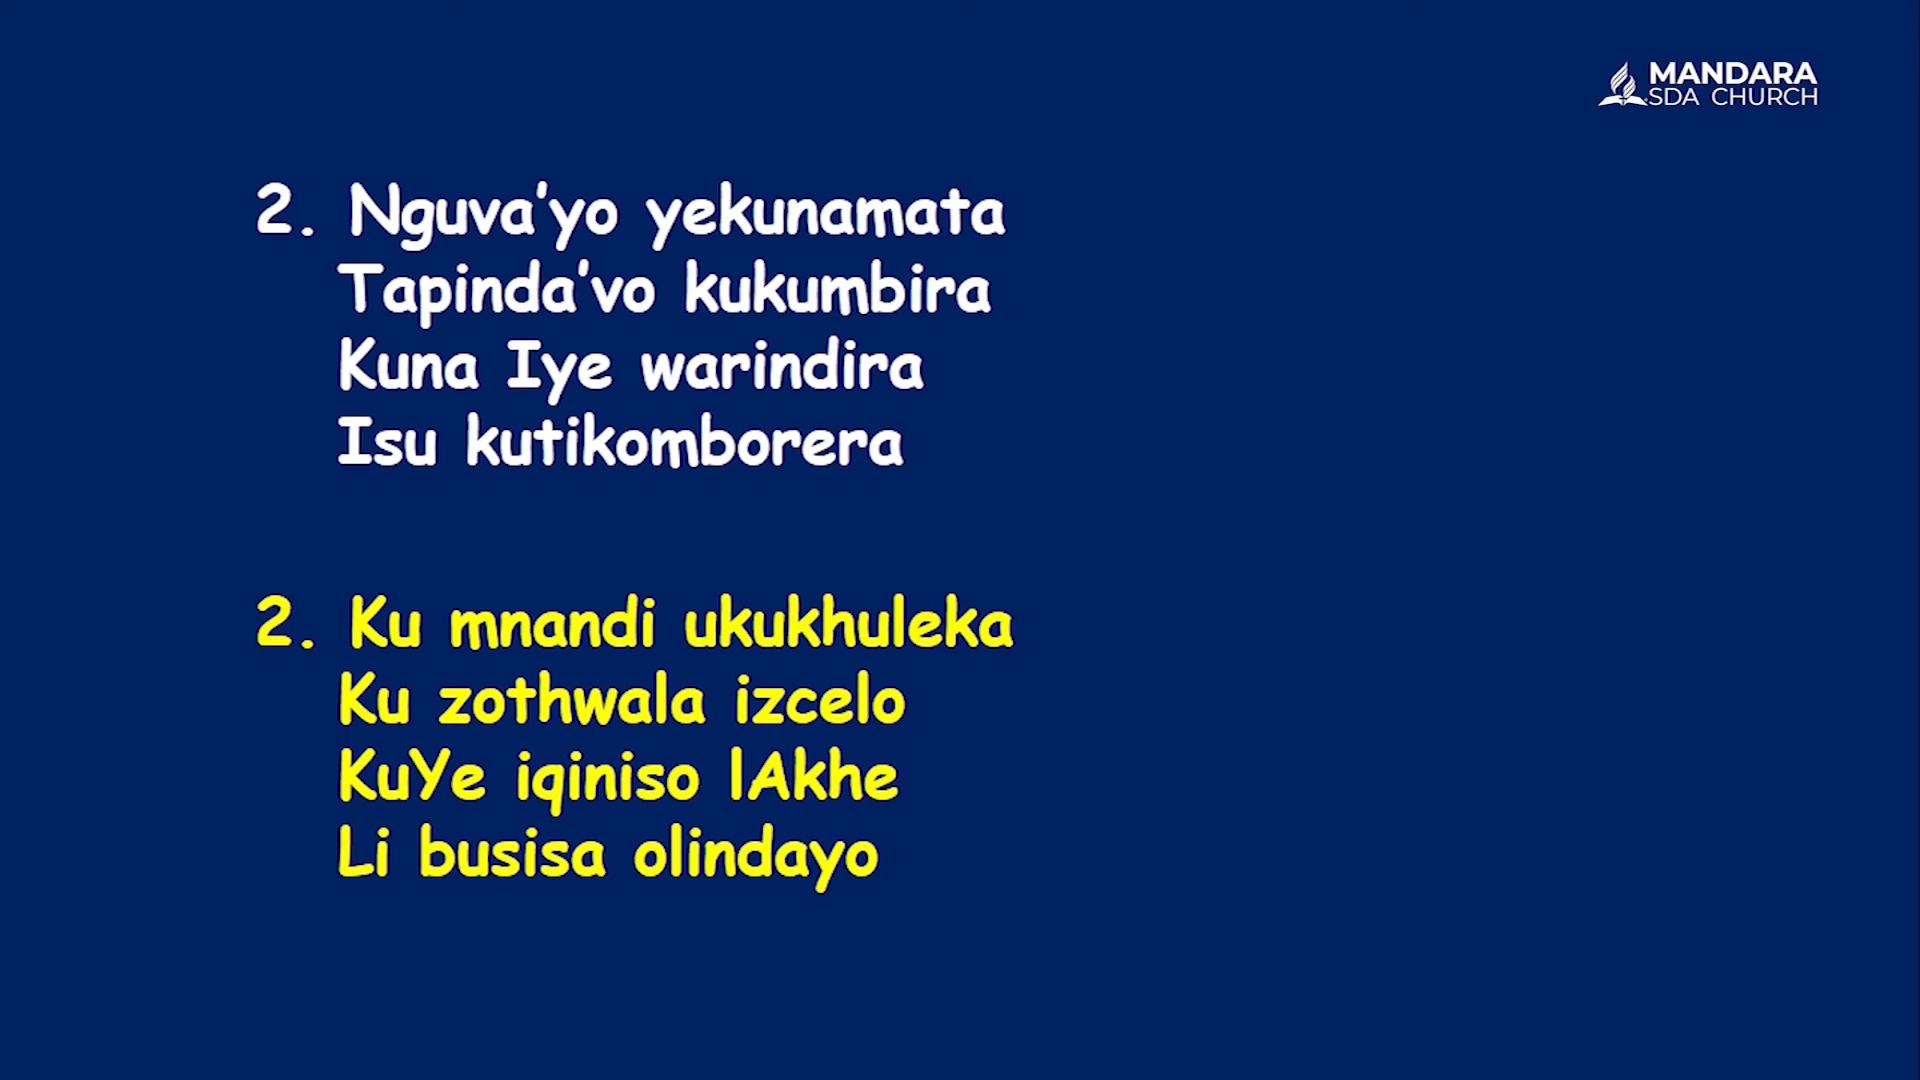 MANDARA
SDA CHURCH
2. Nguva’yo yekunamata
Tapinda’vo kukumbira
Kuna Iye warindira
Isu kutikomborera
2. Ku mnandi ukukhuleka
Ku zothwala izcelo
KuYe iqiniso lAkhe
Li busisa olindayo